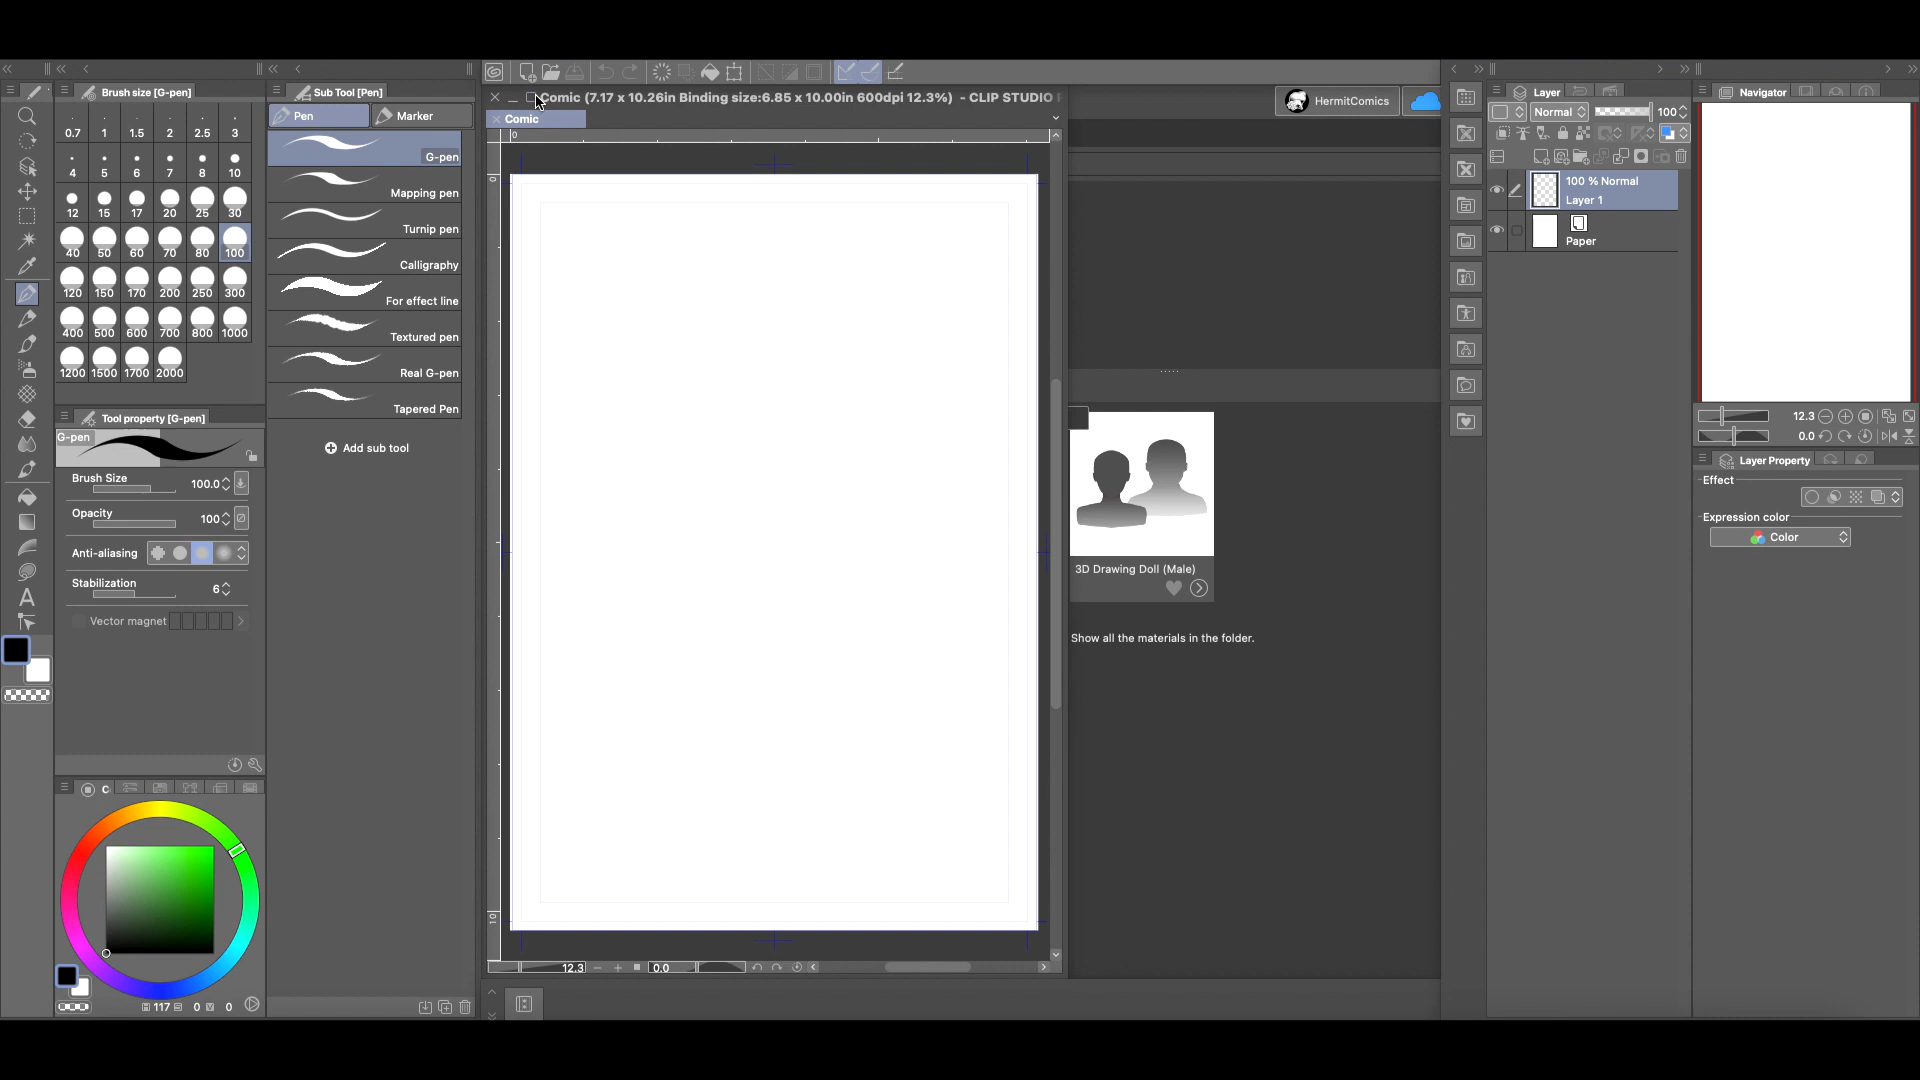 Brush size [G-pen]
0.7 1 1.5 2 2.5 3
4 5 6 7 8 10
12 15 17 20 25 30
40 50 60 70 80 100
120 150 170 200 250 300
400 500 600 700 800 1000
1200 1500 1700 2000
Tool property [G-pen]
G-pen
Brush Size 100.0
Opacity 100
Anti-aliasing
Stabilization 6
Vector magnet
C
117 0 0
Sub Tool [Pen]
Pen Marker
G-pen
Mapping pen
Turnip pen
Calligraphy
For effect line
Textured pen
Real G-pen
Tapered Pen
Add sub tool
Comic (7.17 x 10.26in Binding size:6.85 x 10.00in 600dpi 12.3%) - CLIP STUDIO
Comic
0
0
10
12.3 0.0
HermitComics
3D Drawing Doll (Male)
Show all the materials in the folder.
Layer
Normal 100
100 % Normal
Layer 1
Paper
Navigator
12.3
0.0
Layer Property
Effect
Expression color
Color